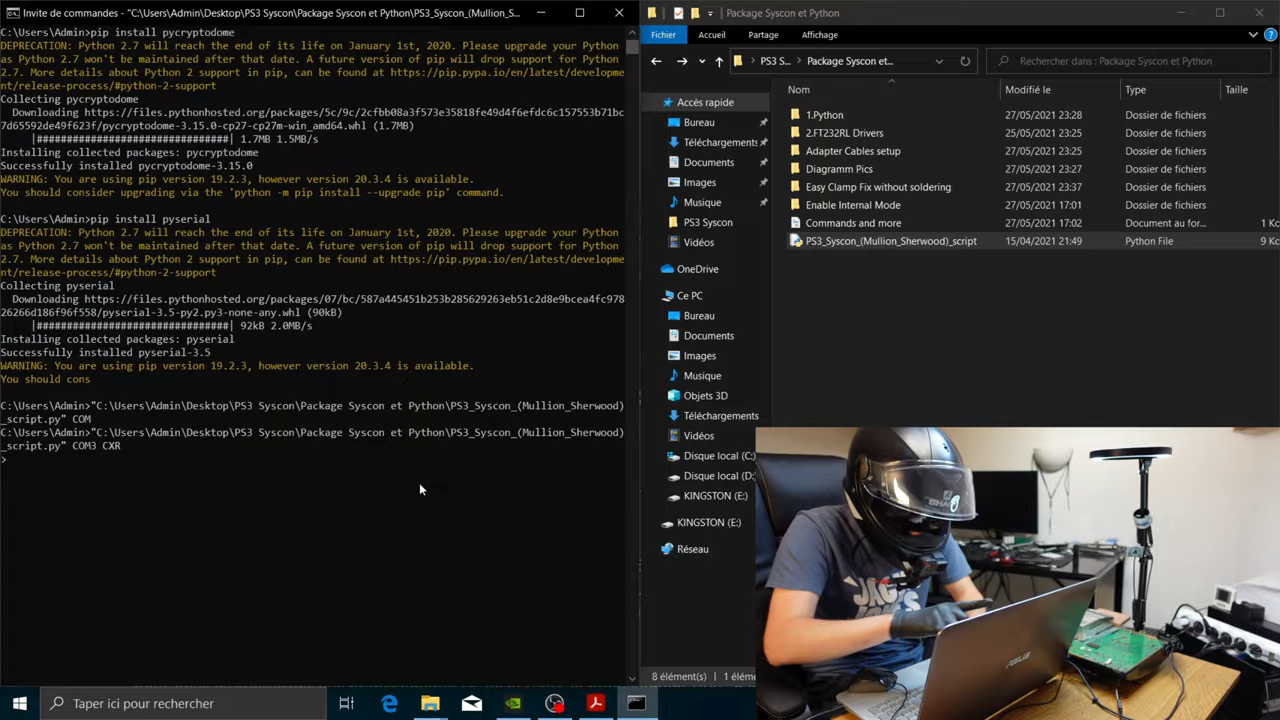 Invite de commandes - "C:\Users\Admin\Desktop\PS3 Syscon\Package Syscon et Python\PS3_Syscon_(Mullion_S...
C:\Users\Admin>pip install pycryptodome
DEPRECATION: Python 2.7 will reach the end of its life on January 1st, 2020. Please upgrade your Python
as Python 2.7 won't be maintained after that date. A future version of pip will drop support for Python
2.7. More details about Python 2 support in pip, can be found at https://pip.pypa.io/en/latest/developme
nt/release-process/#python-2-support
Collecting pycryptodome
Downloading https://files.pythonhosted.org/packages/5c/9c/2cfbb08a3f573e35818fe49d4f6efdc6c157553b71bc
7d65592de49f623f/pycryptodome-3.15.0-cp27-cp27m-win_amd64.whl (1.7MB)
|################################| 1.7MB 1.5MB/s
Installing collected packages: pycryptodome
Successfully installed pycryptodome-3.15.0
WARNING: You are using pip version 19.2.3, however version 20.3.4 is available.
You should consider upgrading via the 'python -m pip install --upgrade pip' command.
C:\Users\Admin>pip install pyserial
DEPRECATION: Python 2.7 will reach the end of its life on January 1st, 2020. Please upgrade your Python
as Python 2.7 won't be maintained after that date. A future version of pip will drop support for Python
2.7. More details about Python 2 support in pip, can be found at https://pip.pypa.io/en/latest/developme
nt/release-process/#python-2-support
Collecting pyserial
Downloading https://files.pythonhosted.org/packages/07/bc/587a445451b253b285629263eb51c2d8e9bcea4fc978
26266d186f96f558/pyserial-3.5-py2.py3-none-any.whl (90kB)
|################################| 92kB 2.0MB/s
Installing collected packages: pyserial
Successfully installed pyserial-3.5
WARNING: You are using pip version 19.2.3, however version 20.3.4 is available.
You should cons
C:\Users\Admin>"C:\Users\Admin\Desktop\PS3 Syscon\Package Syscon et Python\PS3_Syscon_(Mullion_Sherwood)
_script.py" COM
C:\Users\Admin>"C:\Users\Admin\Desktop\PS3 Syscon\Package Syscon et Python\PS3_Syscon_(Mullion_Sherwood)
_script.py" COM3 CXR
>
Package Syscon et Python
Fichier Accueil Partage Affichage
PS3 S... Package Syscon et... Rechercher dans : Package Syscon et Python
Nom Modifié le Type Taille
1.Python 27/05/2021 23:28 Dossier de fichiers
2.FT232RL Drivers 25/05/2021 23:25 Dossier de fichiers
Adapter Cables setup 27/05/2021 23:25 Dossier de fichiers
Diagramm Pics 27/05/2021 23:27 Dossier de fichiers
Easy Clamp Fix without soldering 27/05/2021 23:37 Dossier de fichiers
Enable Internal Mode 27/05/2021 17:01 Dossier de fichiers
Commands and more 27/05/2021 17:02 Document au for... 1 Kc
PS3_Syscon_(Mullion_Sherwood)_script 15/04/2021 21:49 Python File 9 Kc
Accès rapide
Bureau
Téléchargements
Documents
Images
Musique
PS3 Syscon
Vidéos
OneDrive
Ce PC
Bureau
Documents
Images
Musique
Objets 3D
Téléchargements
Vidéos
Disque local (C:)
Disque local (D:)
KINGSTON (E:)
KINGSTON (E:)
Réseau
8 élément(s) 1 éléme
ASUS
Taper ici pour rechercher